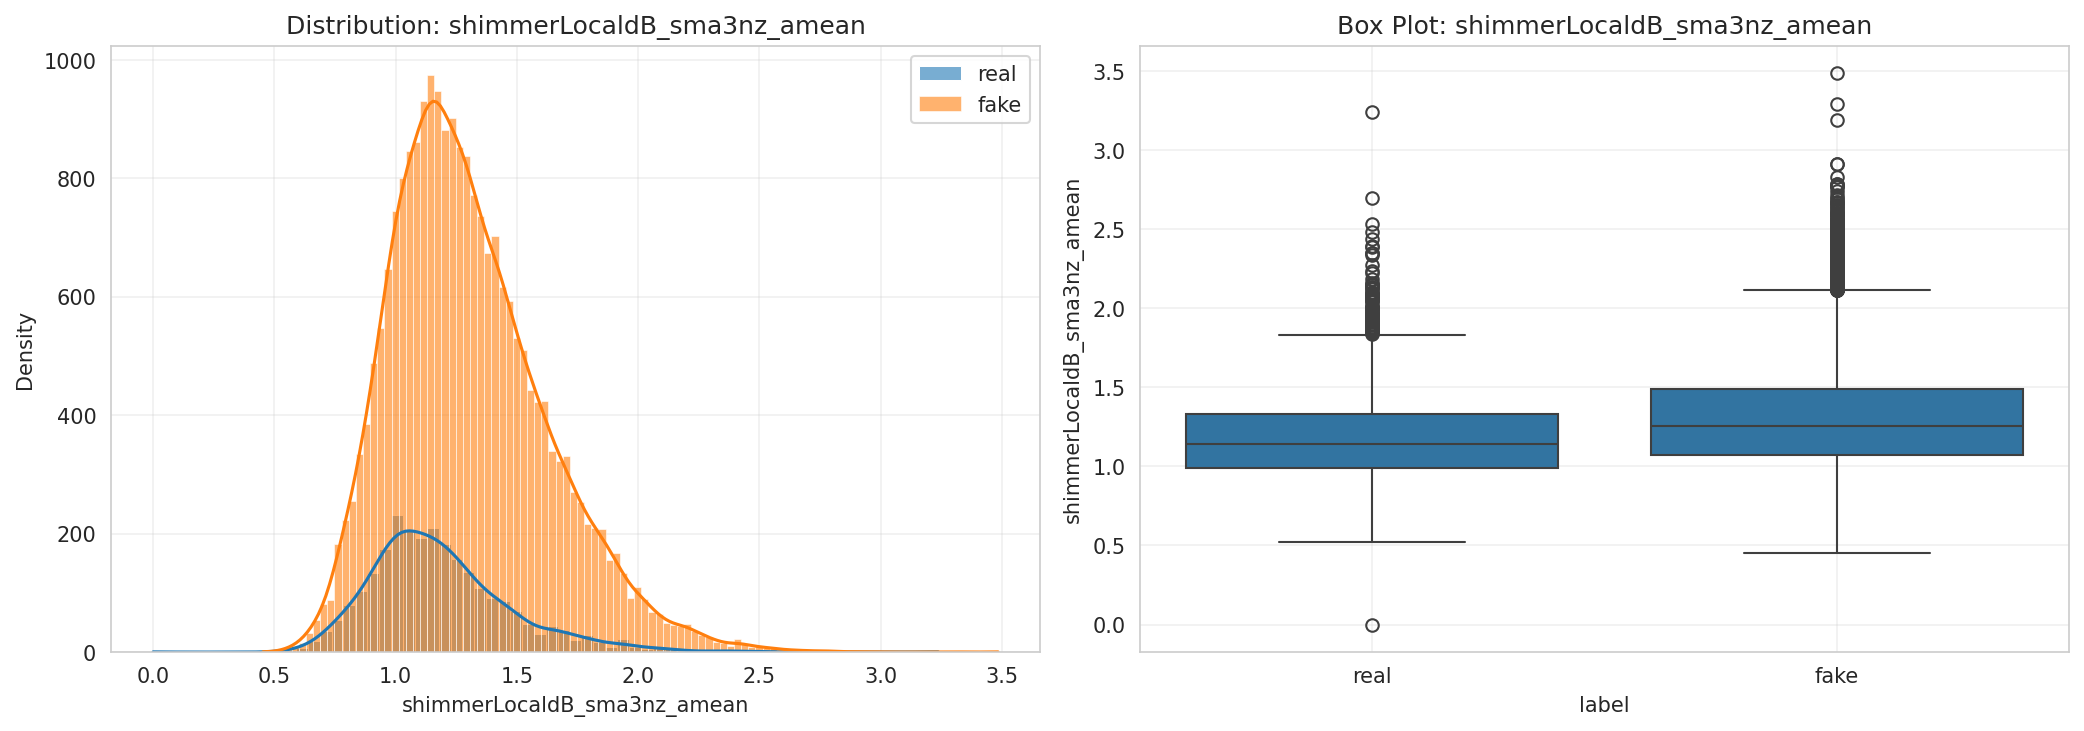 Distribution: shimmerLocaldB_sma3nz_amean
real
fake
Density
1000
800
600
400
200
0
0.0 0.5 1.0 1.5 2.0 2.5 3.0 3.5
shimmerLocaldB_sma3nz_amean
Box Plot: shimmerLocaldB_sma3nz_amean
shimmerLocaldB_sma3nz_amean
3.5
3.0
2.5
2.0
1.5
1.0
0.5
0.0
real fake
label